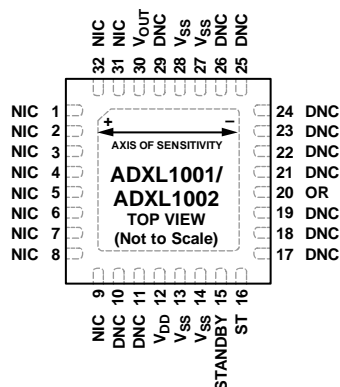 NIC NIC VOUT DNC VSS VSS DNC DNC
32 31 30 29 28 27 26 25
NIC 1
NIC 2
NIC 3
NIC 4
NIC 5
NIC 6
NIC 7
NIC 8
+ –
AXIS OF SENSITIVITY
ADXL1001/
ADXL1002
TOP VIEW
(Not to Scale)
24 DNC
23 DNC
22 DNC
21 DNC
20 OR
19 DNC
18 DNC
17 DNC
9 10 11 12 13 14 15 16
NIC DNC DNC VDD VSS VSS STANDBY ST